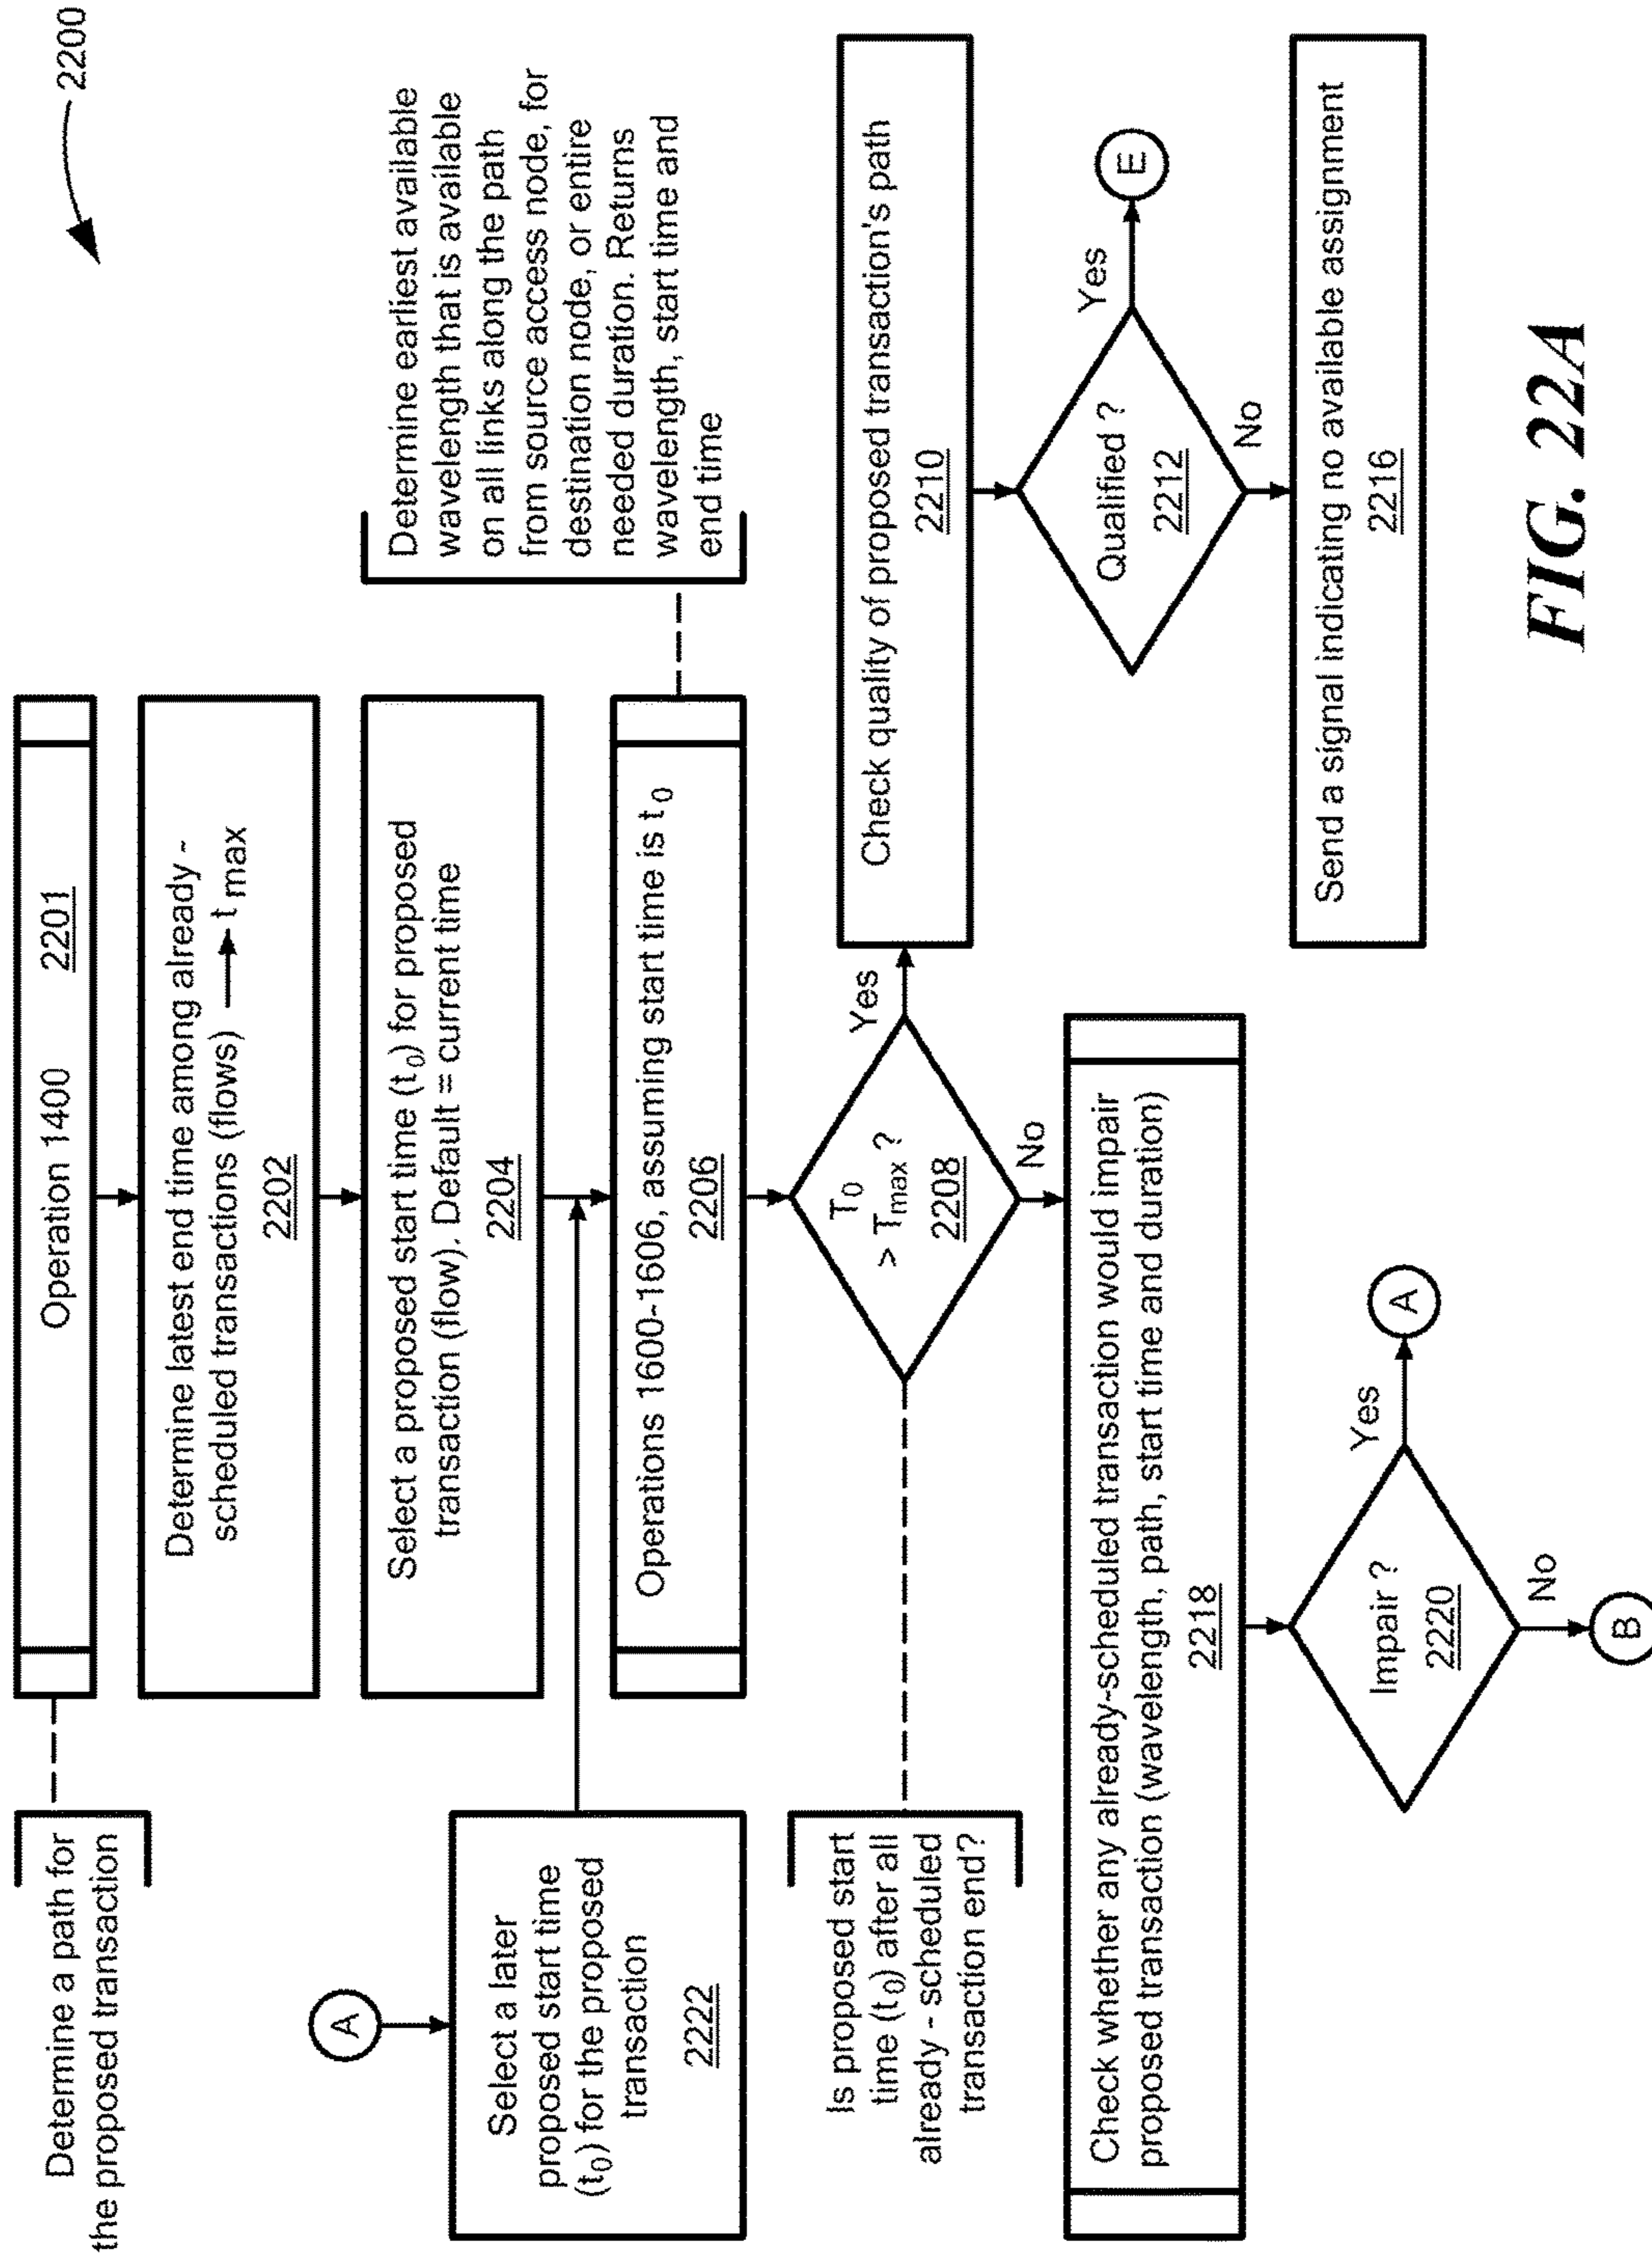 2200
Determine a path for
the proposed transaction
Operation 1400 2201
Determine latest end time among already -
scheduled transactions (flows) → t max
2202
Select a proposed start time (t0) for proposed
transaction (flow). Default = current time
2204
A
Select a later
proposed start time
(t0) for the proposed
transaction
2222
Operations 1600-1606, assuming start time is t0
2206
Determine earliest available
wavelength that is available
on all links along the path
from source access node, for
destination node, or entire
needed duration. Returns
wavelength, start time and
end time
Is proposed start
time (t0) after all
already - scheduled
transaction end?
T0
> Tmax ?
2208
Yes
No
Check quality of proposed transaction's path
2210
Qualified ?
2212
Yes
E
No
Send a signal indicating no available assignment
2216
Check whether any already-scheduled transaction would impair
proposed transaction (wavelength, path, start time and duration)
2218
Impair ?
2220
Yes
A
No
B
FIG. 22A